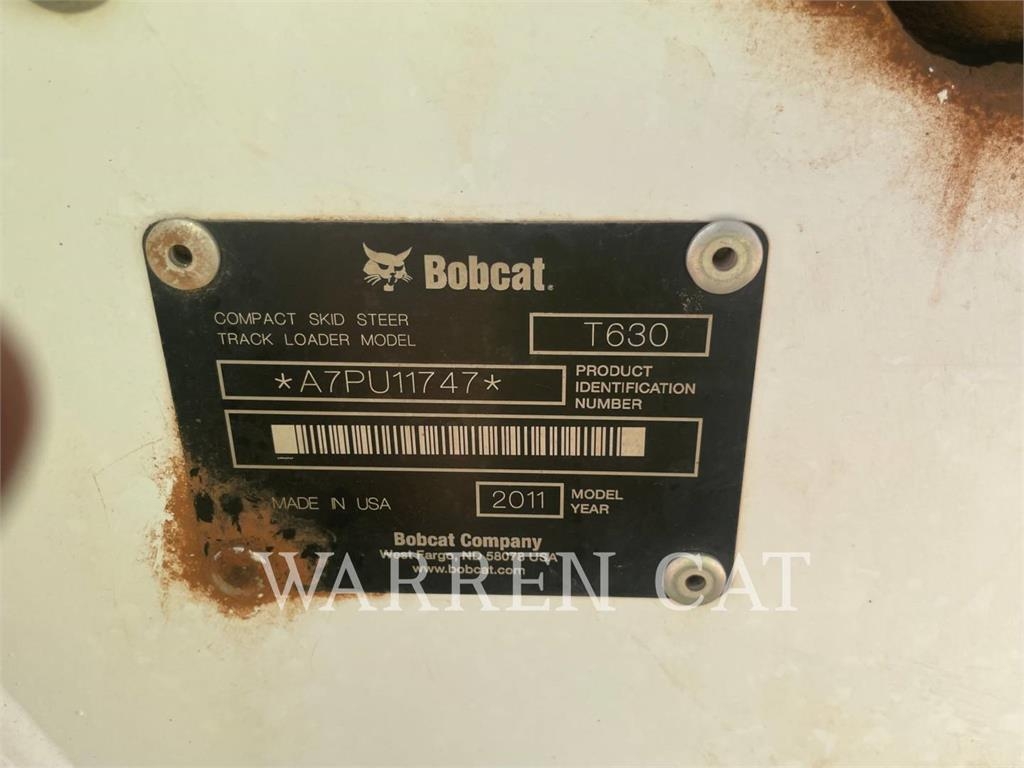 Bobcat.
COMPACT SKID STEER
TRACK LOADER MODEL
T630
*A7PU11747*
PRODUCT
IDENTIFICATION
NUMBER
MADE IN USA
2011
MODEL
YEAR
Bobcat Company
West Fargo, ND 58078 USA
www.bobcat.com
WARREN CAT